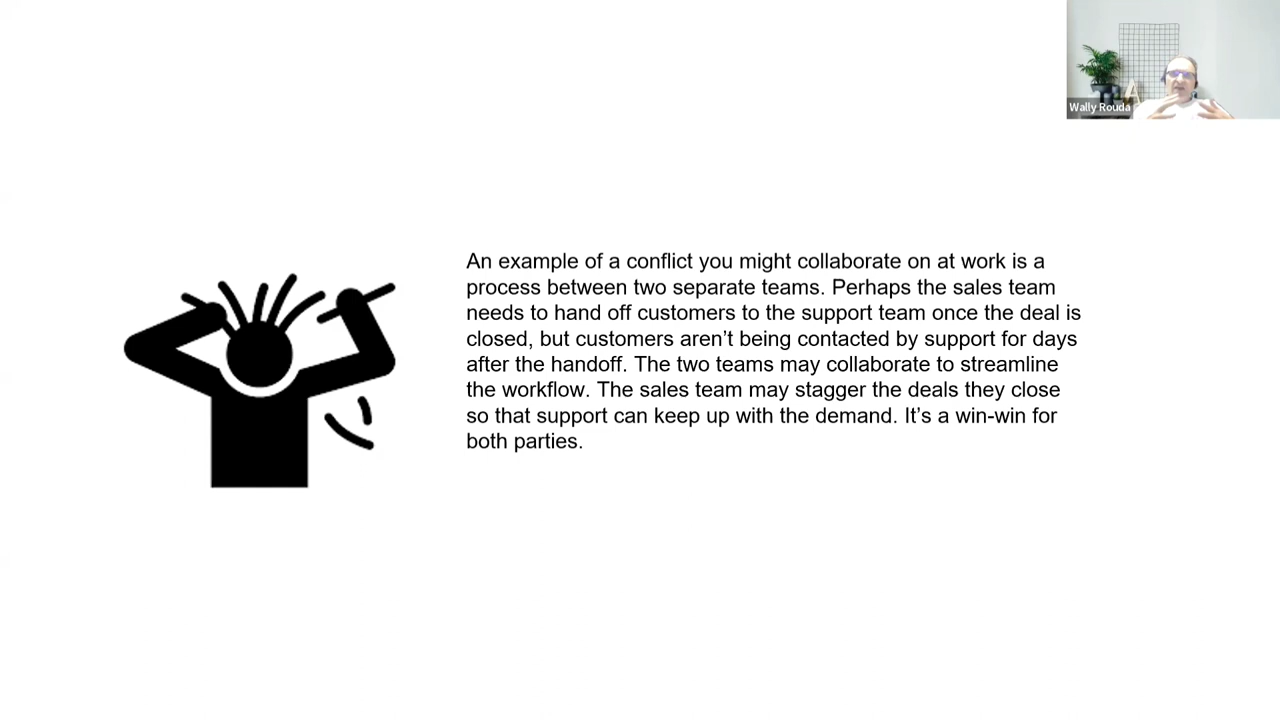 Wally Rouda
An example of a conflict you might collaborate on at work is a
process between two separate teams. Perhaps the sales team
needs to hand off customers to the support team once the deal is
closed, but customers aren’t being contacted by support for days
after the handoff. The two teams may collaborate to streamline
the workflow. The sales team may stagger the deals they close
so that support can keep up with the demand. It’s a win-win for
both parties.